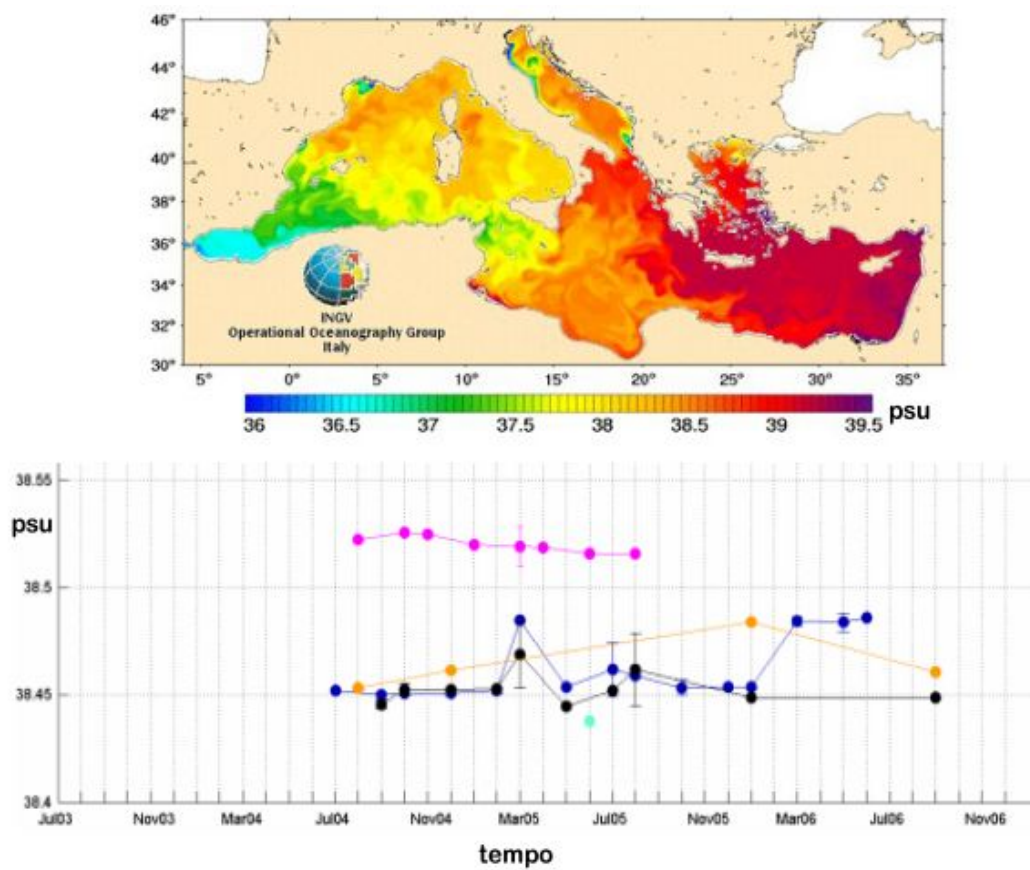 46°
44°
42°
40°
38°
36°
34°
32°
30°
INGV
Operational Oceanography Group
Italy
5° 0° 5° 10° 15° 20° 25° 30° 35°
36 36.5 37 37.5 38 38.5 39 39.5 psu
38.55
psu
38.5
38.45
38.4
Jul03 Nov03 Mar04 Jul04 Nov04 Mar05 Jul05 Nov05 Mar06 Jul06 Nov06
tempo